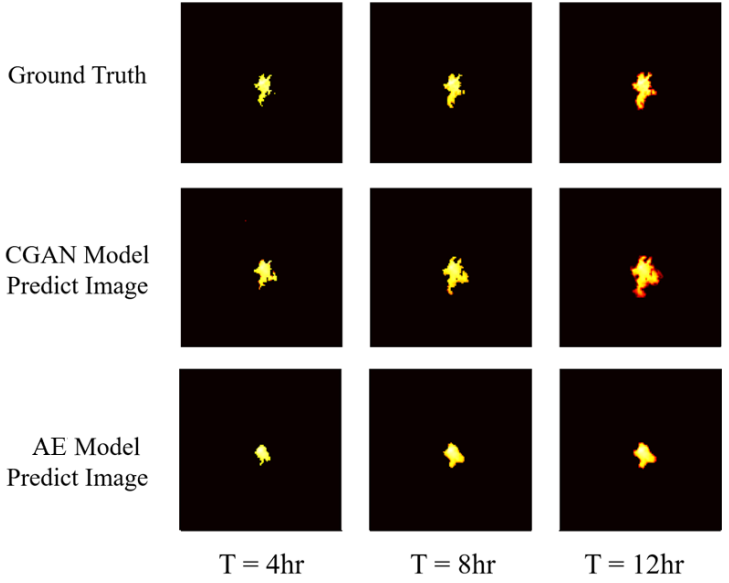 Ground Truth
CGAN Model
Predict Image
AE Model
Predict Image
T = 4hr
T = 8hr
T = 12hr